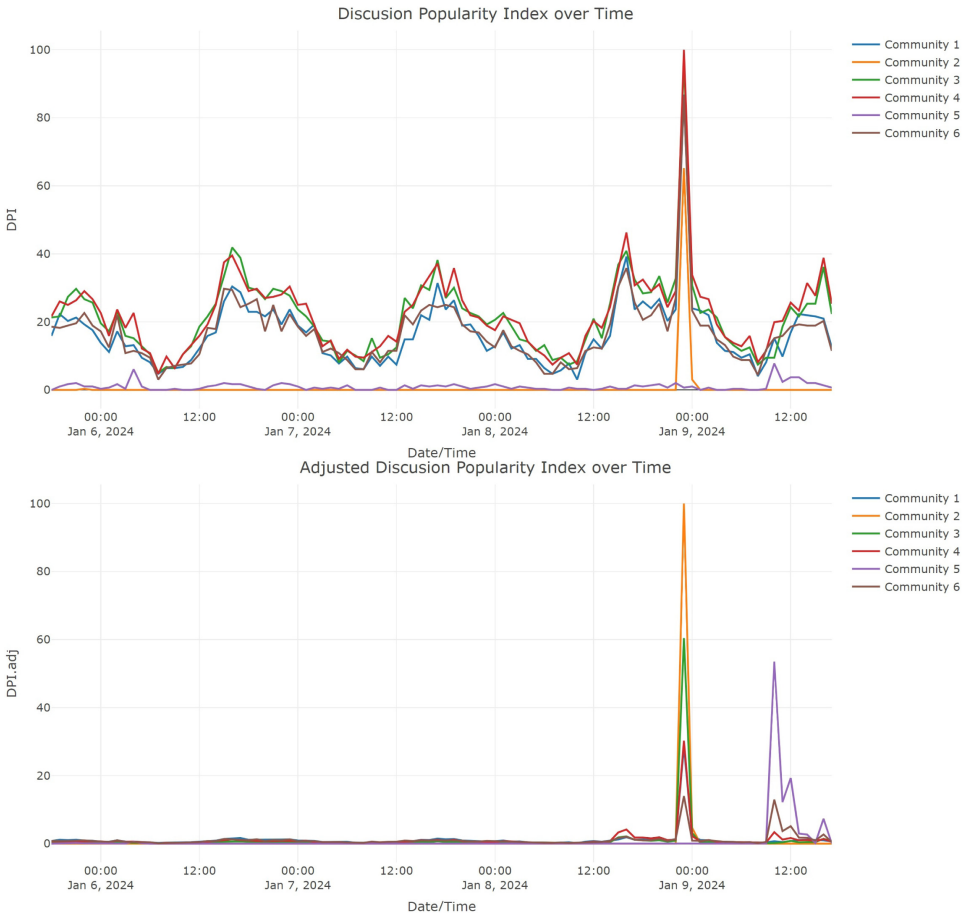 Discusion Popularity Index over Time
100
80
60
40
20
0
DPI
00:00 12:00 00:00 12:00 00:00 12:00 00:00 12:00
Jan 6, 2024 Jan 7, 2024 Jan 8, 2024 Jan 9, 2024
Date/Time
Community 1
Community 2
Community 3
Community 4
Community 5
Community 6
Adjusted Discusion Popularity Index over Time
100
80
60
40
20
0
DPI.adj
00:00 12:00 00:00 12:00 00:00 12:00 00:00 12:00
Jan 6, 2024 Jan 7, 2024 Jan 8, 2024 Jan 9, 2024
Date/Time
Community 1
Community 2
Community 3
Community 4
Community 5
Community 6